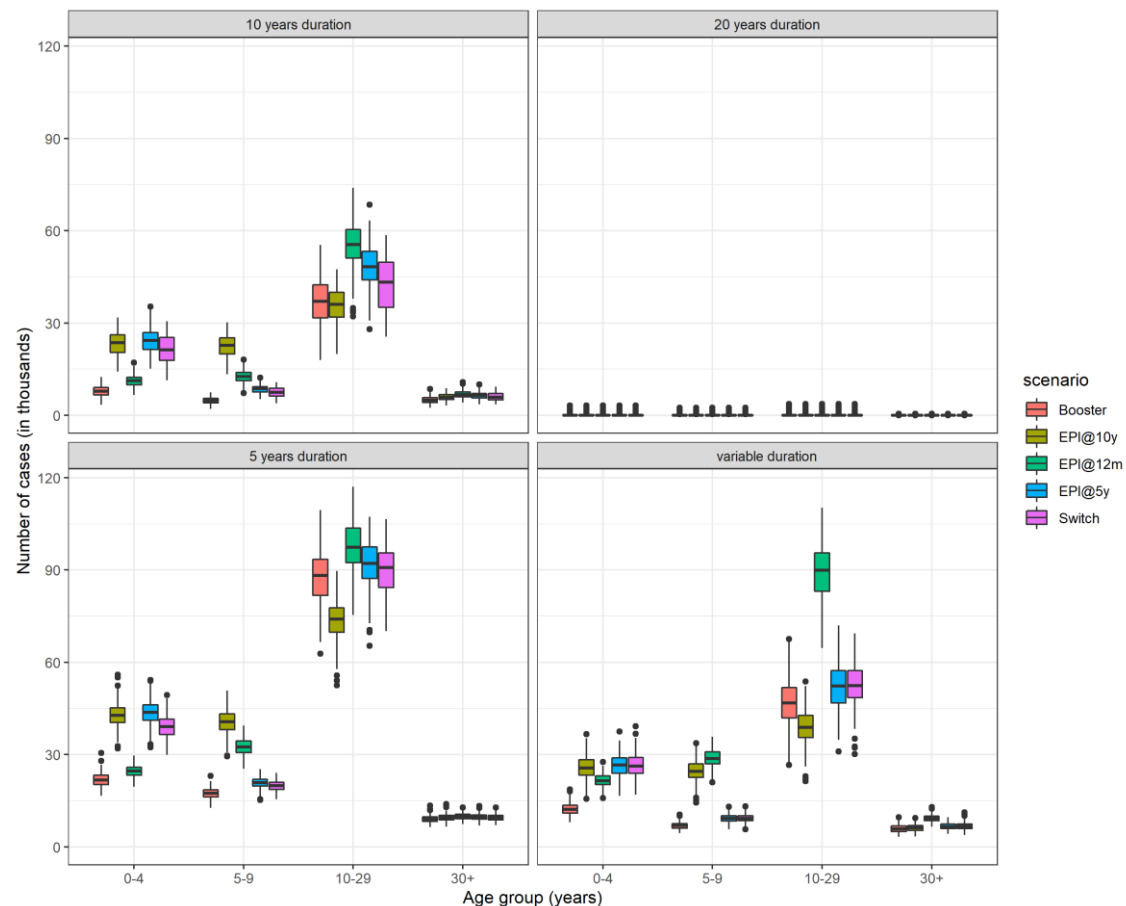 10 years duration
20 years duration
120
90
60
30
0
5 years duration
variable duration
120
90
60
30
0
Number of cases (in thousands)
0-4
5-9
10-29
30+
0-4
5-9
10-29
30+
Age group (years)
scenario
Booster
EPI@10y
EPI@12m
EPI@5y
Switch